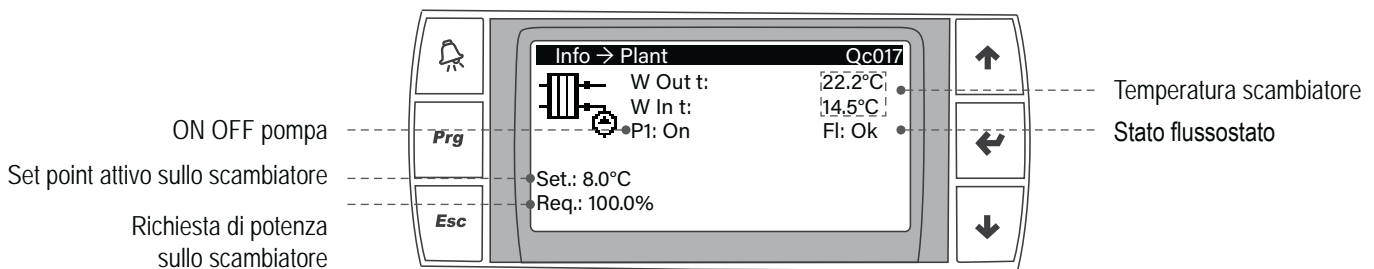 Info → Plant Qc017
W Out t: 22.2°C
W In t: 14.5°C
P1: On Fl: Ok
Set.: 8.0°C
Req.: 100.0%
Prg
Esc
ON OFF pompa
Set point attivo sullo scambiatore
Richiesta di potenza
sullo scambiatore
Temperatura scambiatore
Stato flussostato